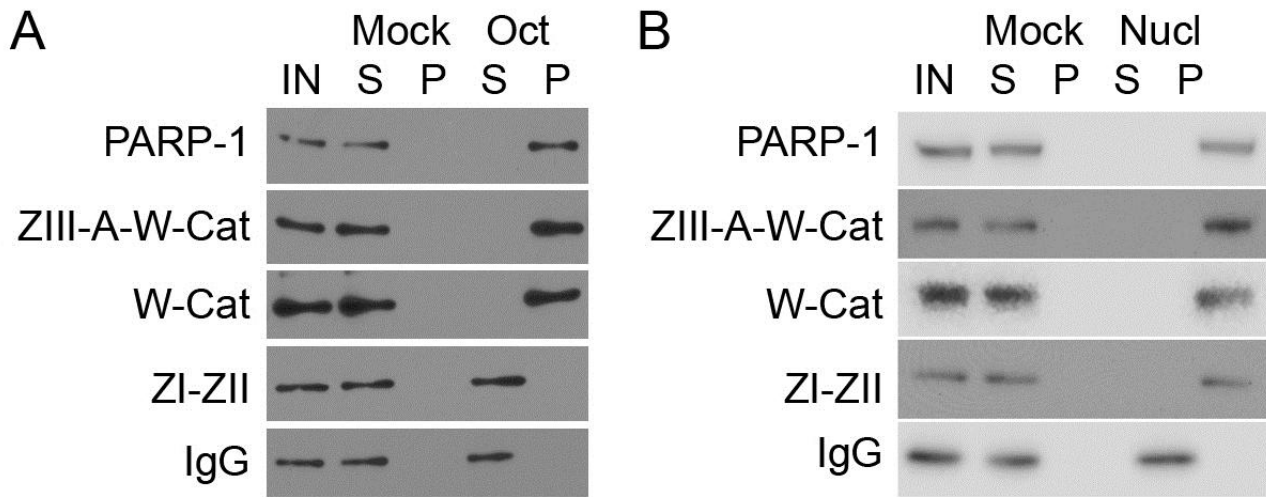 A
Mock Oct
IN S P S P
PARP-1
ZIII-A-W-Cat
W-Cat
ZI-ZII
IgG
B
Mock Nucl
IN S P S P
PARP-1
ZIII-A-W-Cat
W-Cat
ZI-ZII
IgG